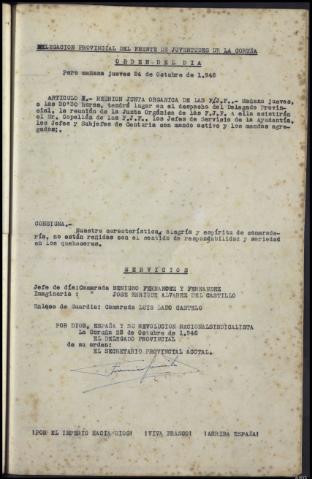 DELEGACION PROVINCIAL DEL FRENTE DE JUVENTUDES DE LA CORUÑA
ORDEN DEL DIA
Para mañana jueves 24 de Octubre de 1,946
ARTICULO I.- REUNION JUNTA ORGANICA DE LAS F.J.F.- Mañana jueves,
a las 20'30 horas, tendrá lugar en el despacho del Delegado Provin-
cial, la reunión de la Junta Orgánica de las F.J.F. a ella asistirán
el Sr. Capellán de las F.J.F., los Jefes de Servicio de la Ayudantía,
los Jefes y Subjefes de Centuria con mando activo y los mandos agre-
gados.
CONSIGNA.-
Nuestra característica, alegría y espíritu de camarade-
ría, no están reñidas con el sentido de responsabilidad y seriedad
en los quehaceres.
SERVICIOS
Jefe de día: Camarada BENIGNO FERNANDEZ Y FERNANDEZ
Imaginaria : " JOSE ENRIQUE ALVAREZ DEL CASTILLO
de Guardia: Camarada LUIS LADO CASTELO
POR DIOS, ESPAÑA Y SU REVOLUCION NACIONALSINDICALISTA
La Coruña 23 de Octubre de 1,946
EL DELEGADO PROVINCIAL
de su orden:
EL SECRETARIO PROVINCIAL ACCTAL.
¡POR EL IMPERIO HACIA DIOS! ¡VIVA FRANCO! ¡ARRIBA ESPAÑA!